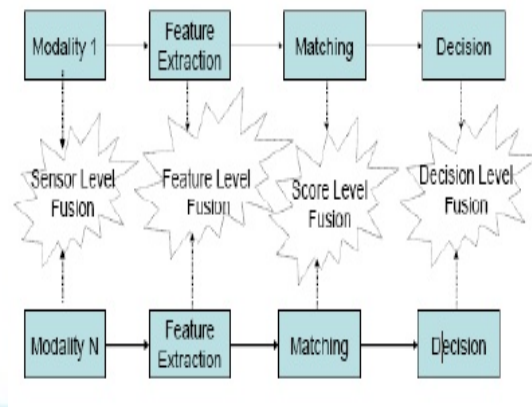 Modality 1
Feature
Extraction
Matching
Decision
Sensor Level
Fusion
Feature Level
Fusion
Score Level
Fusion
Decision Level
Fusion
Modality N
Feature
Extraction
Matching
Decision